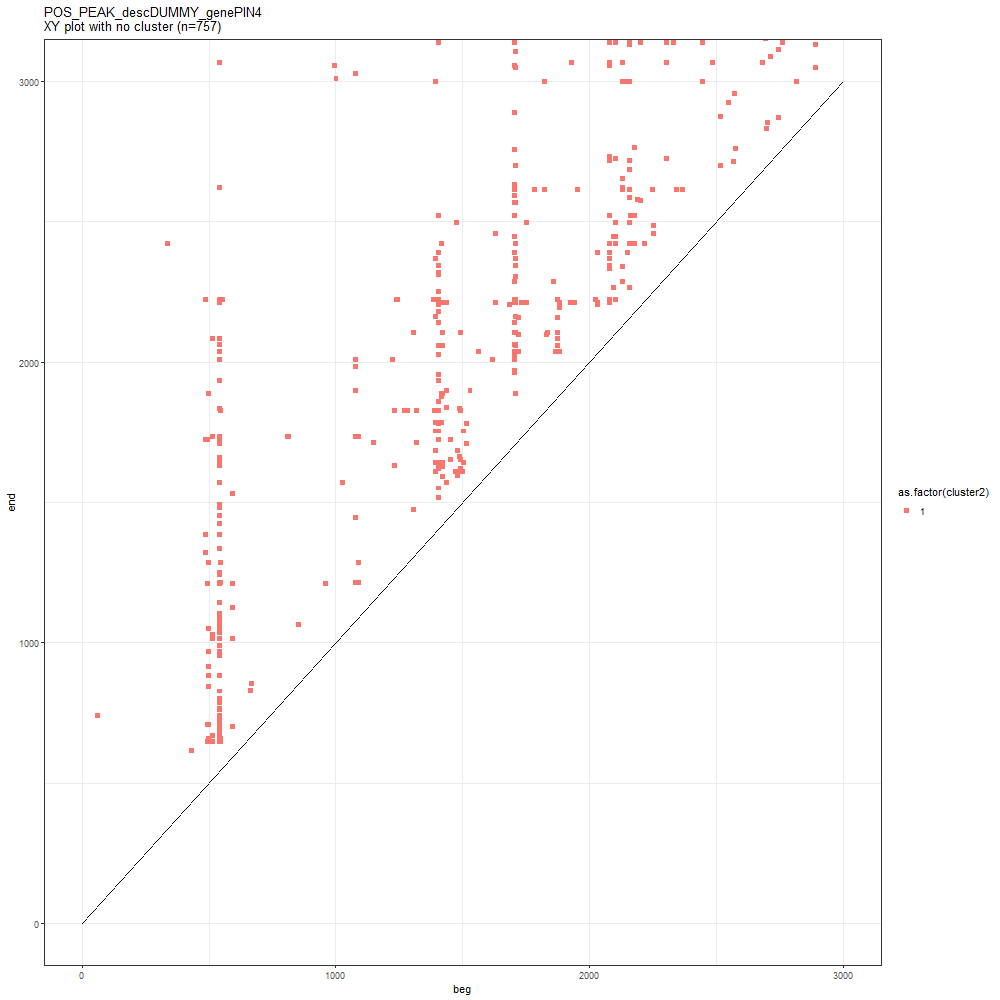 POS_PEAK_descDUMMY_genePIN4
XY plot with no cluster (n=757)
3000
2000
1000
0
end
0
1000
2000
3000
beg
as.factor(cluster2)
1